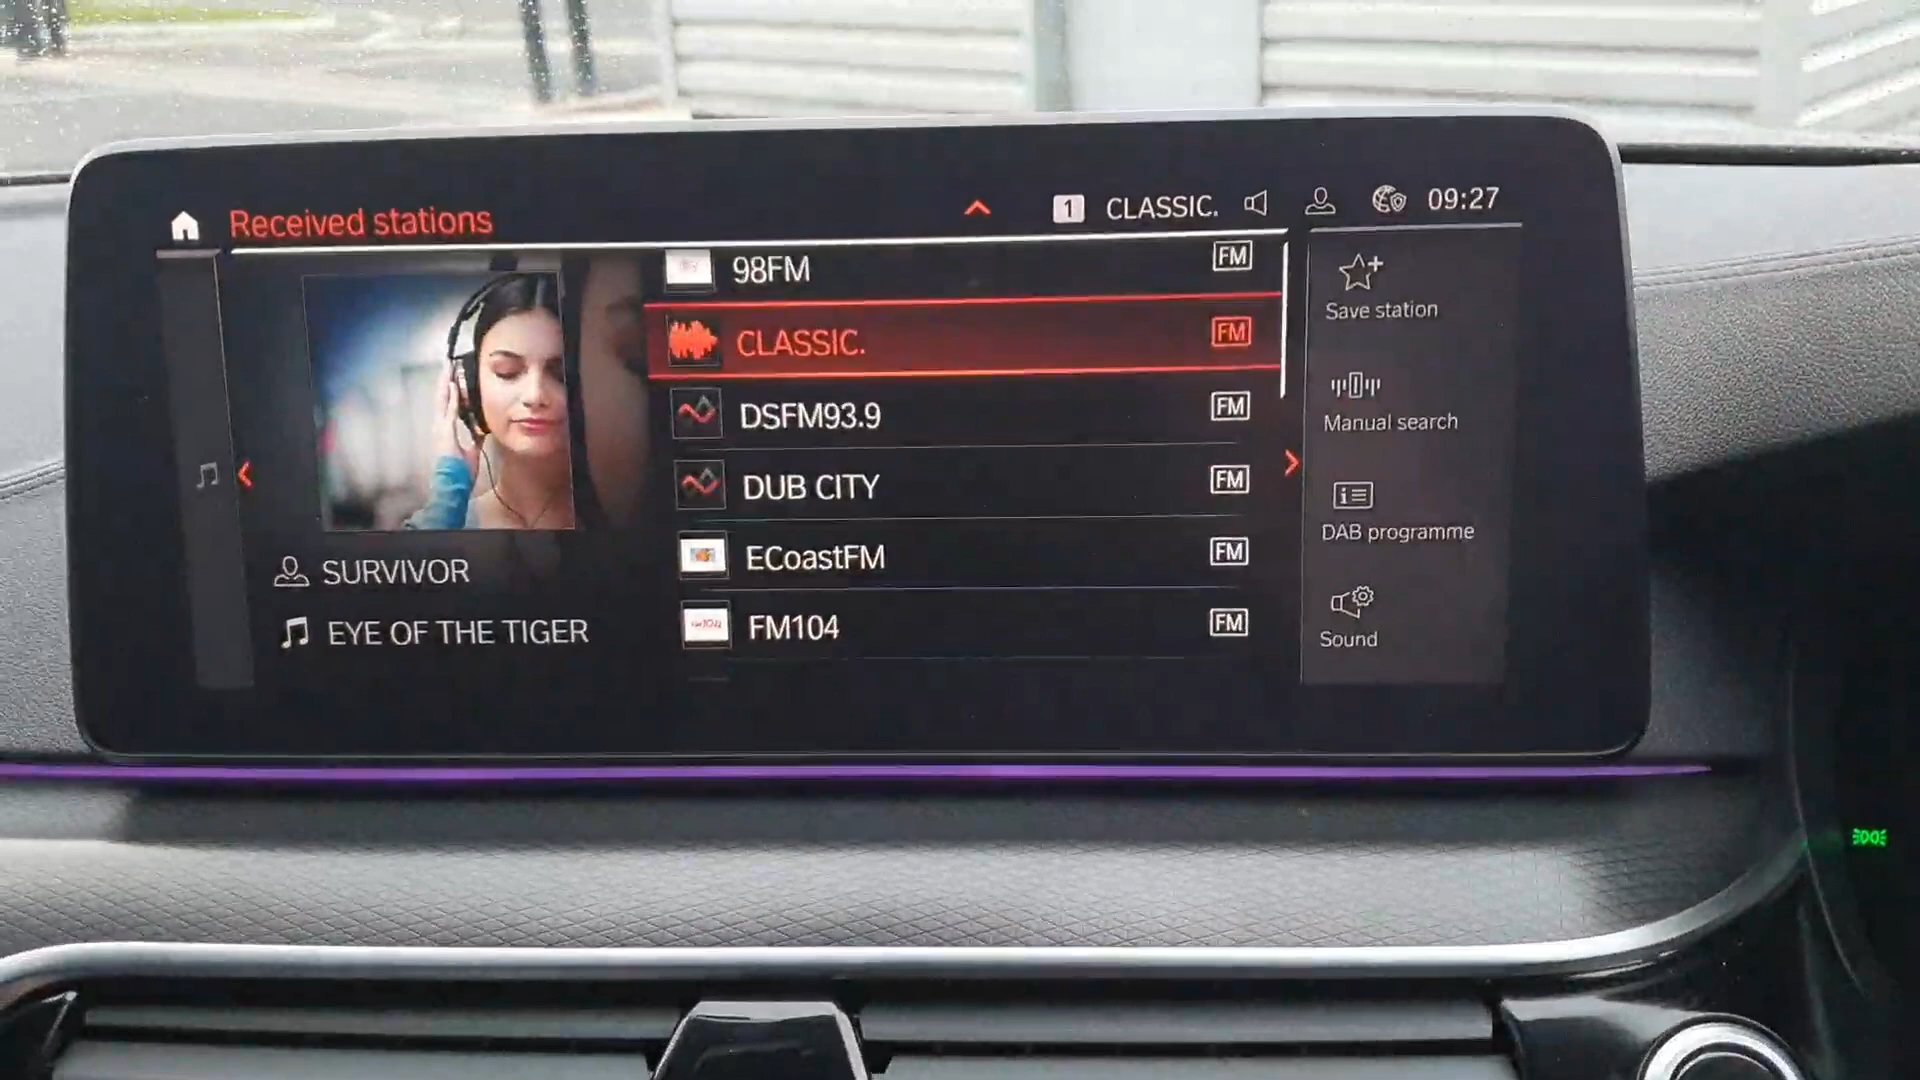 Received stations
1 CLASSIC. 09:27
98FM FM
CLASSIC. FM
DSFM93.9 FM
DUB CITY FM
ECoastFM FM
FM104 FM
SURVIVOR
EYE OF THE TIGER
Save station
Manual search
DAB programme
Sound